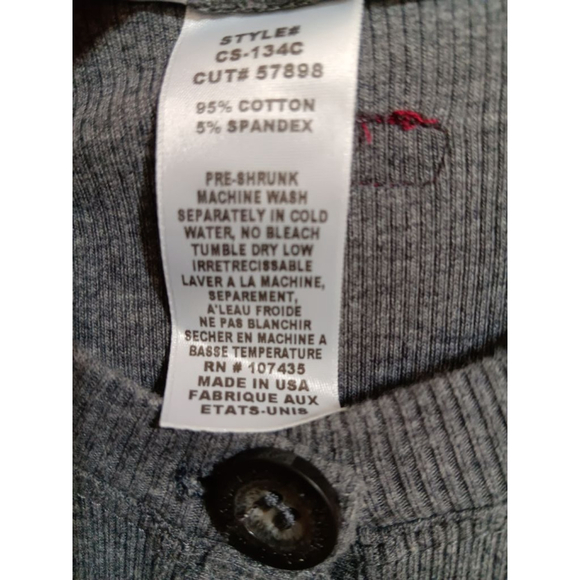 STYLE#
CS-134C
CUT# 57898
95% COTTON
5% SPANDEX
PRE-SHRUNK
MACHINE WASH
SEPARATELY IN COLD
WATER, NO BLEACH
TUMBLE DRY LOW
IRRETRECISSABLE
LAVER A LA MACHINE,
SEPAREMENT,
A'LEAU FROIDE
NE PAS BLANCHIR
SECHER EN MACHINE A
BASSE TEMPERATURE
RN # 107435
MADE IN USA
FABRIQUE AUX
ETATS-UNIS